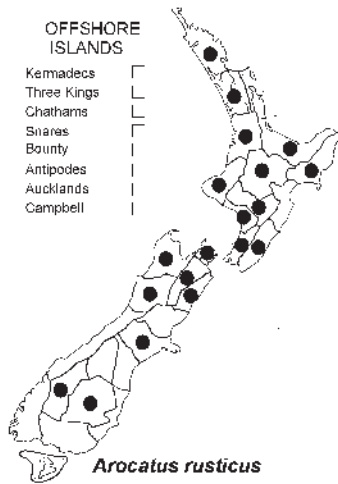 OFFSHORE
ISLANDS
Kermadecs
Three Kings
Chathams
Snares
Bounty
Antipodes
Aucklands
Campbell
Arocatus rusticus